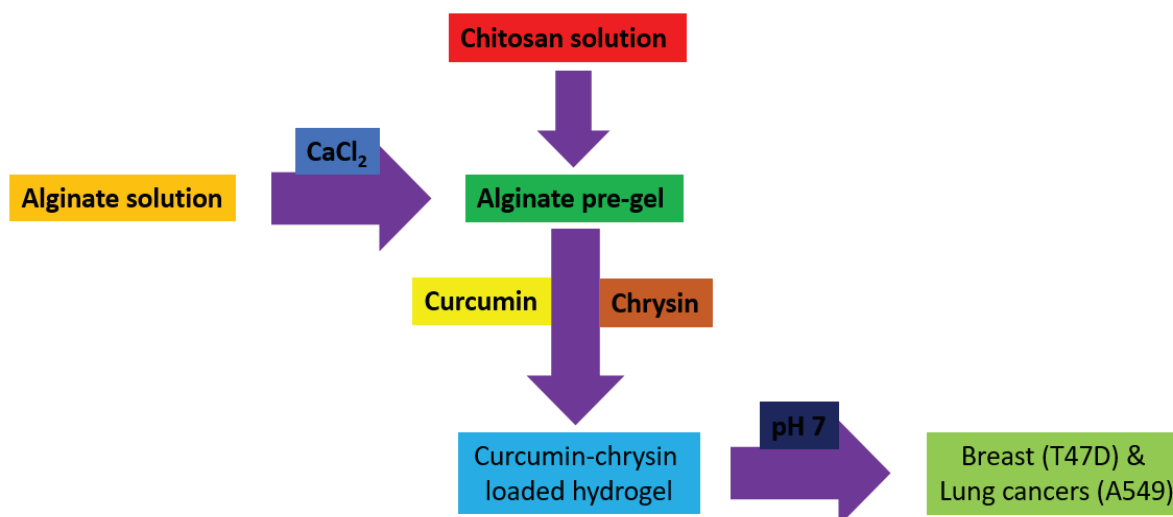 Chitosan solution
CaCl₂
Alginate solution
Alginate pre-gel
Curcumin
Chrysin
pH 7
Curcumin-chrysin
loaded hydrogel
Breast (T47D) &
Lung cancers (A549)